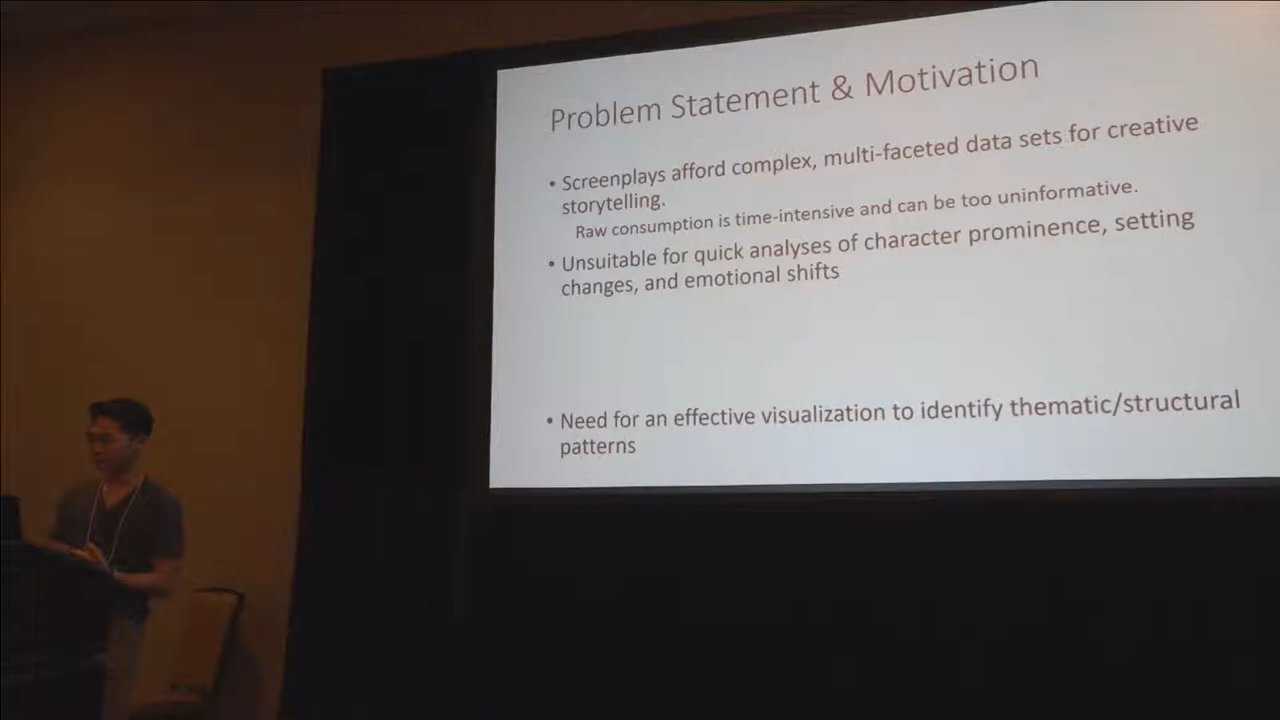 Problem Statement & Motivation
• Screenplays afford complex, multi-faceted data sets for creative
storytelling.
Raw consumption is time-intensive and can be too uninformative.
• Unsuitable for quick analyses of character prominence, setting
changes, and emotional shifts
• Need for an effective visualization to identify thematic/structural
patterns